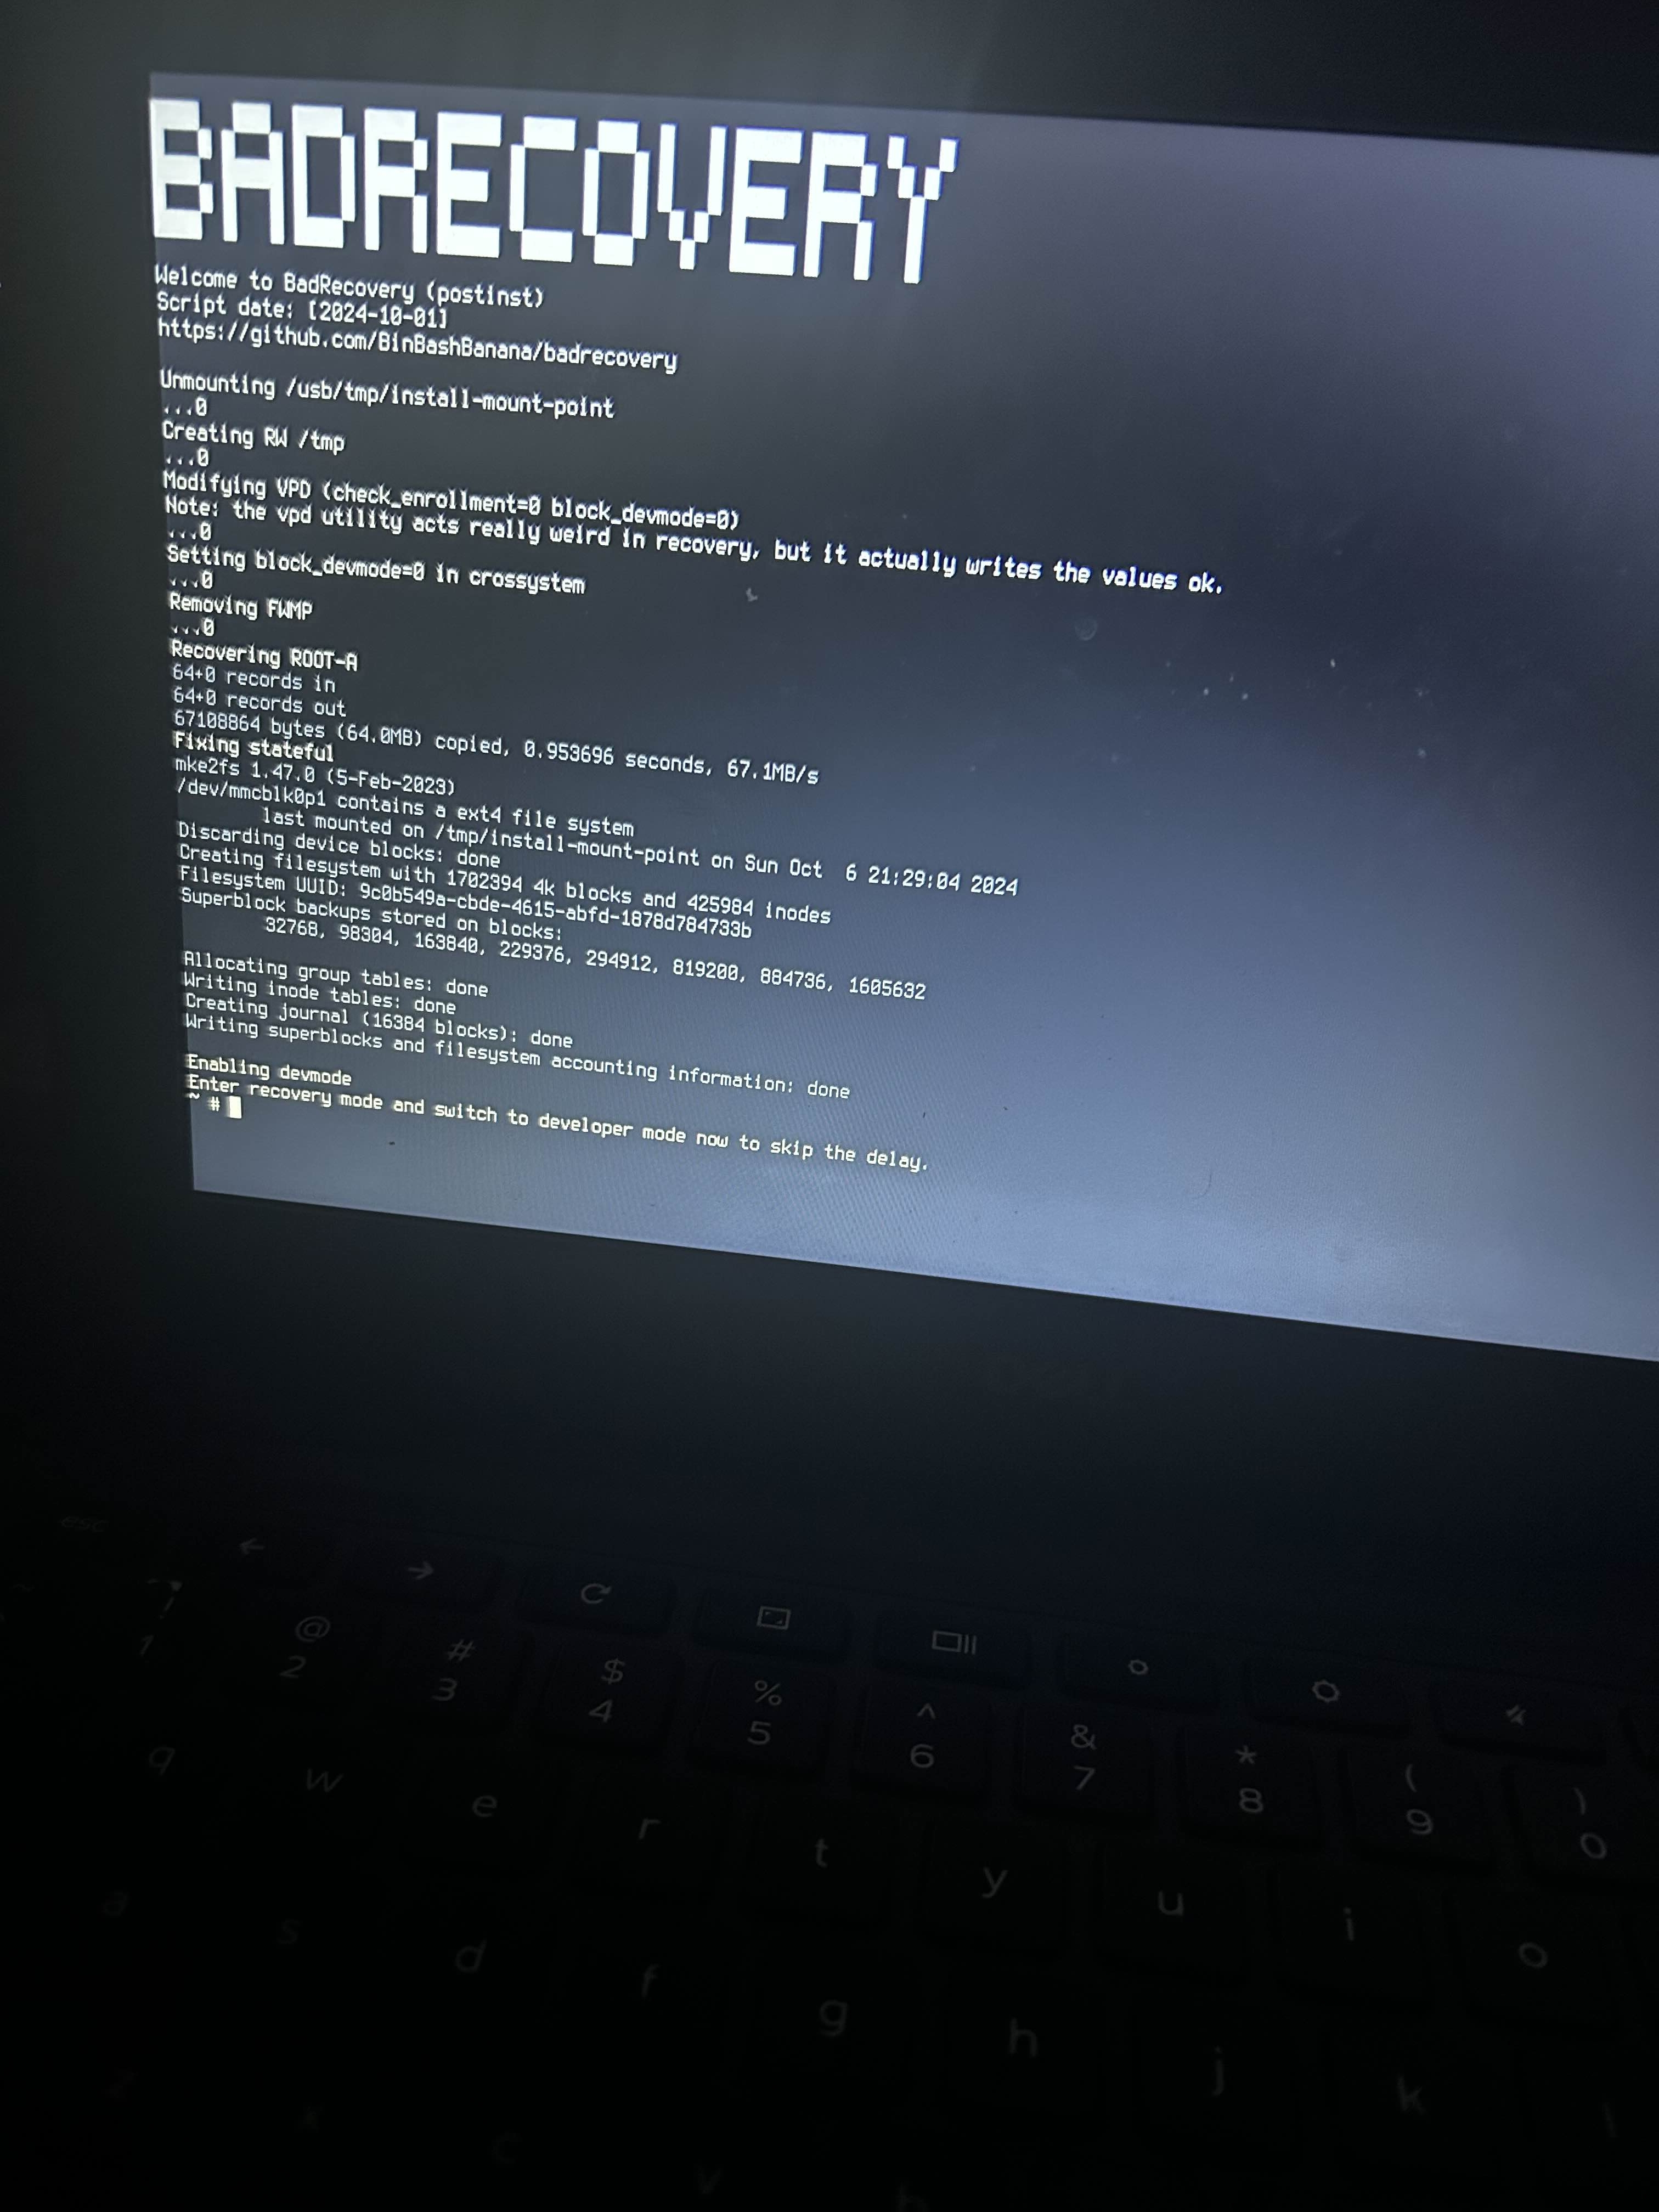 BADRECOVERY
Welcome to BadRecovery (postinst)
Script date: [2024-10-01]
https://github.com/BinBashBanana/badrecovery
Unmounting /usb/tmp/install-mount-point
...0
Creating RW /tmp
...0
Modifying VPD (check_enrollment=0 block_devmode=0)
Note: the vpd utility acts really weird in recovery, but it actually writes the values ok.
...0
Setting block_devmode=0 in crossystem
...0
Removing FWMP
...0
Recovering ROOT-A
64+0 records in
64+0 records out
67108864 bytes (64.0MB) copied, 0.953696 seconds, 67.1MB/s
Fixing stateful
mke2fs 1.47.0 (5-Feb-2023)
/dev/mmcblk0p1 contains a ext4 file system
last mounted on /tmp/install-mount-point on Sun Oct  6 21:29:04 2024
Discarding device blocks: done
Creating filesystem with 1702394 4k blocks and 425984 inodes
Filesystem UUID: 9c0b549a-cbde-4615-abfd-1878d784733b
Superblock backups stored on blocks:
32768, 98304, 163840, 229376, 294912, 819200, 884736, 1605632
Allocating group tables: done
Writing inode tables: done
Creating journal (16384 blocks): done
Writing superblocks and filesystem accounting information: done
Enabling devmode
Enter recovery mode and switch to developer mode now to skip the delay.
~ #
esc
! @ # $ % ^ & * ( )
1 2 3 4 5 6 7 8 9 0
q w e r t y u i o
a s d f g h j k l
z x c v b